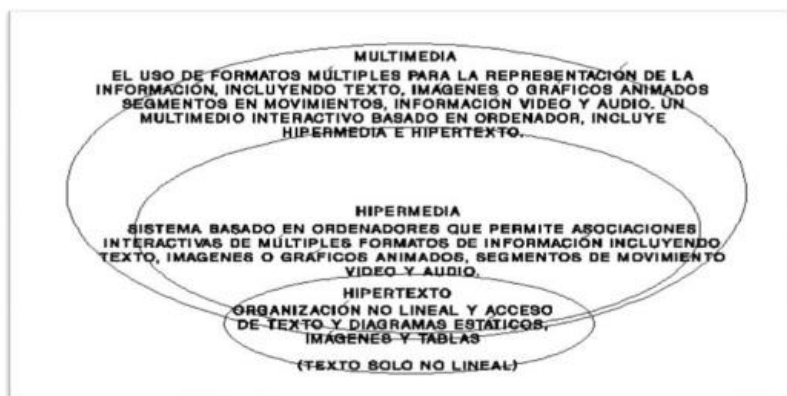 MULTIMEDIA
EL USO DE FORMATOS MÚLTIPLES PARA LA REPRESENTACIÓN DE LA
INFORMACIÓN, INCLUYENDO TEXTO, IMÁGENES O GRÁFICOS ANIMADOS
SEGMENTOS EN MOVIMIENTOS, INFORMACIÓN VIDEO Y AUDIO. UN
MULTIMEDIO INTERACTIVO BASADO EN ORDENADOR, INCLUYE
HIPERMEDIA E HIPERTEXTO.
HIPERMEDIA
SISTEMA BASADO EN ORDENADORES QUE PERMITE ASOCIACIONES
INTERACTIVAS DE MÚLTIPLES FORMATOS DE INFORMACIÓN INCLUYENDO
TEXTO, IMAGENES O GRÁFICOS ANIMADOS, SEGMENTOS DE MOVIMIENTO
VIDEO Y AUDIO.
HIPERTEXTO
ORGANIZACIÓN NO LINEAL Y ACCESO
DE TEXTO Y DIAGRAMAS ESTÁTICOS,
IMÁGENES Y TABLAS
(TEXTO SOLO NO LINEAL)